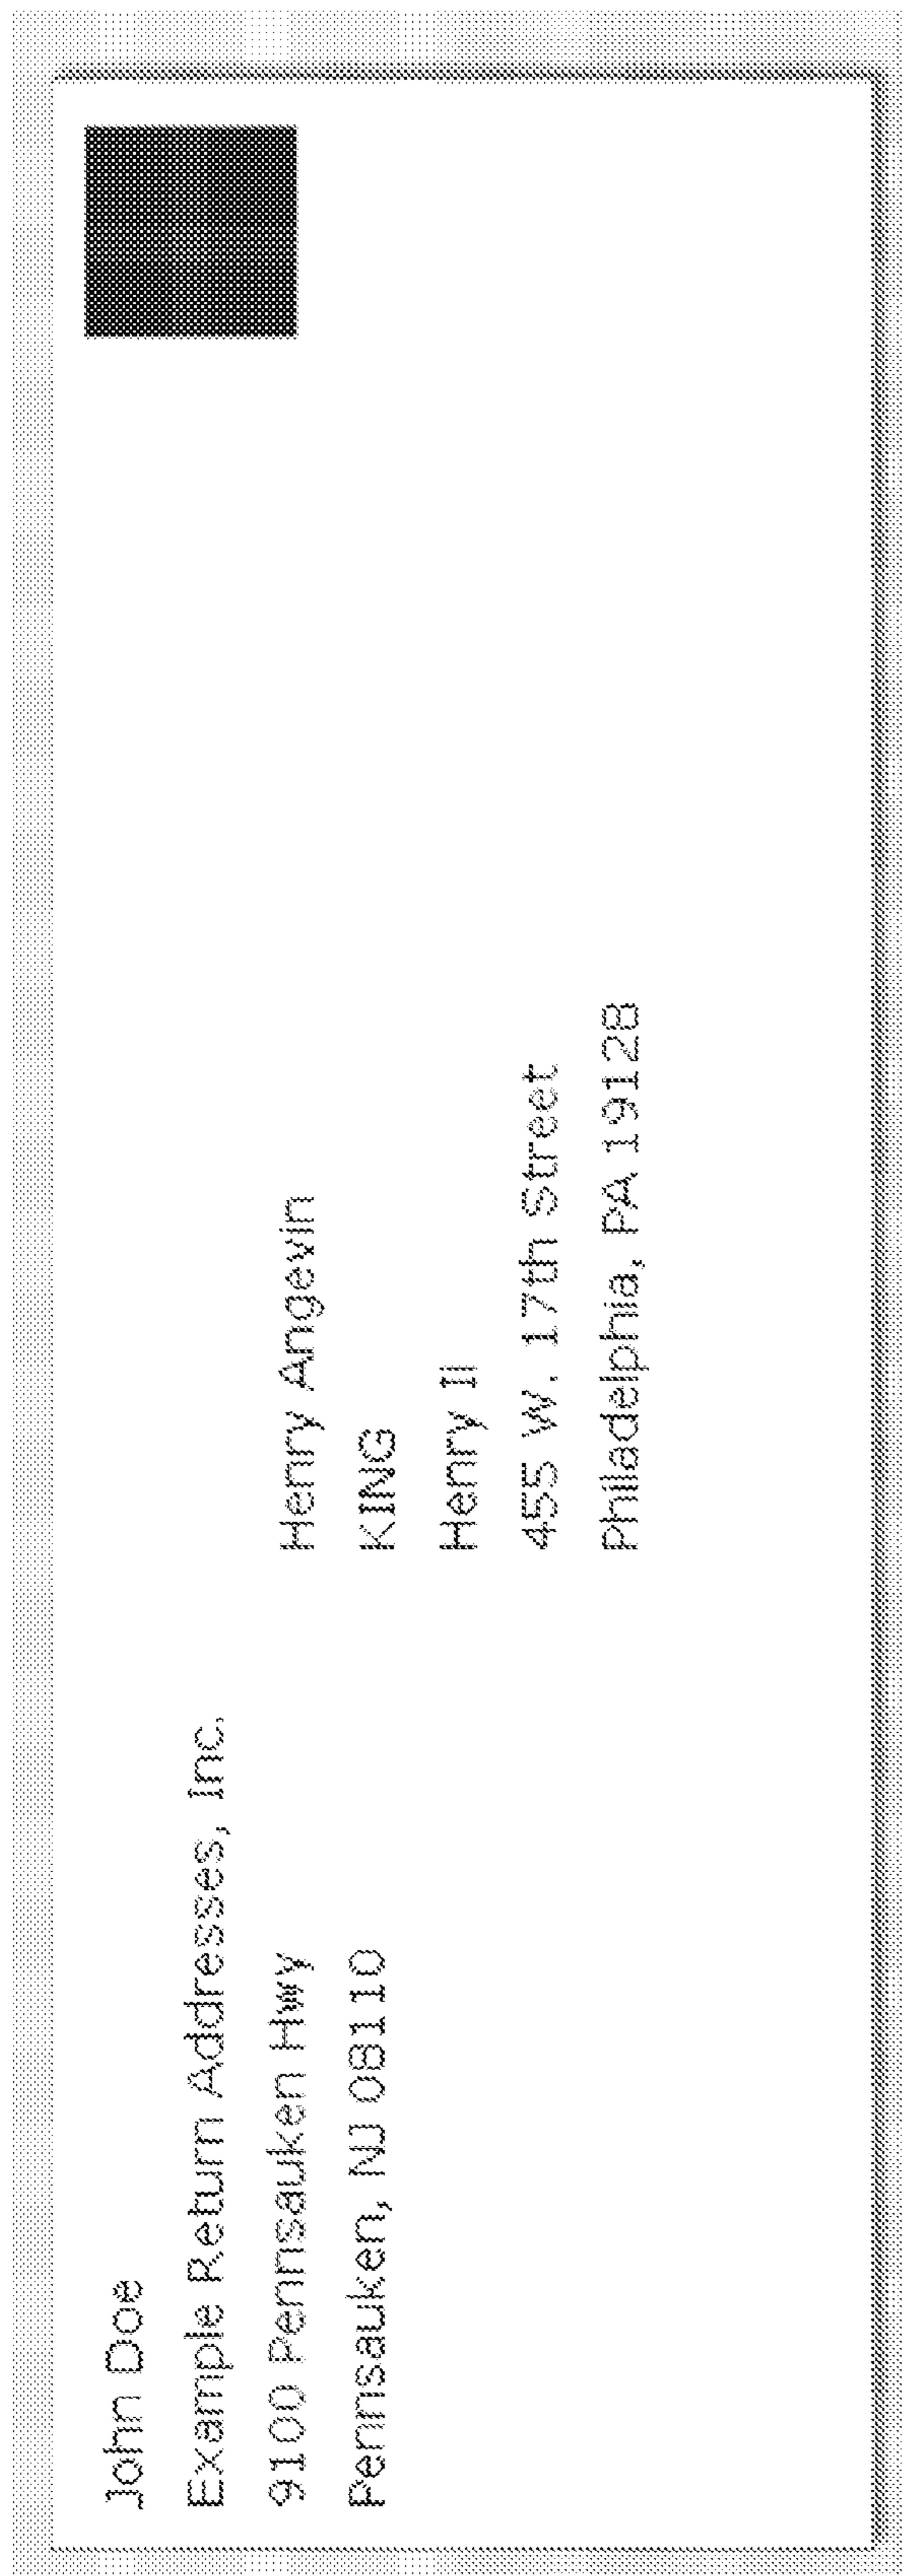 John Doe
Example Return Addresses, Inc.
9100 Pennsauken Hwy
Pennsauken, NJ 08110
Henry Angevin
KING
Henry II
455 W. 17th Street
Philadelphia, PA 19128